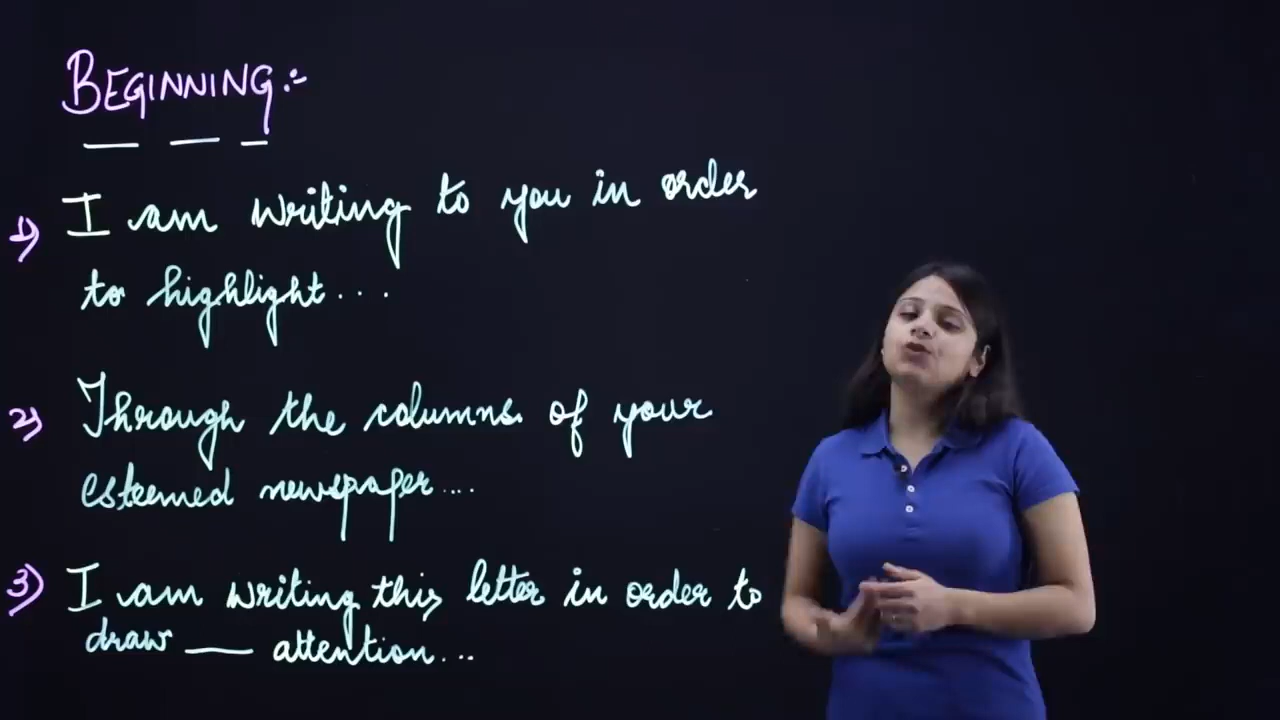 BEGINNING:-
1) I am writing to you in order
to highlight...
2) Through the columns of your
esteemed newspaper....
3) I am writing this letter in order to
draw ___ attention...